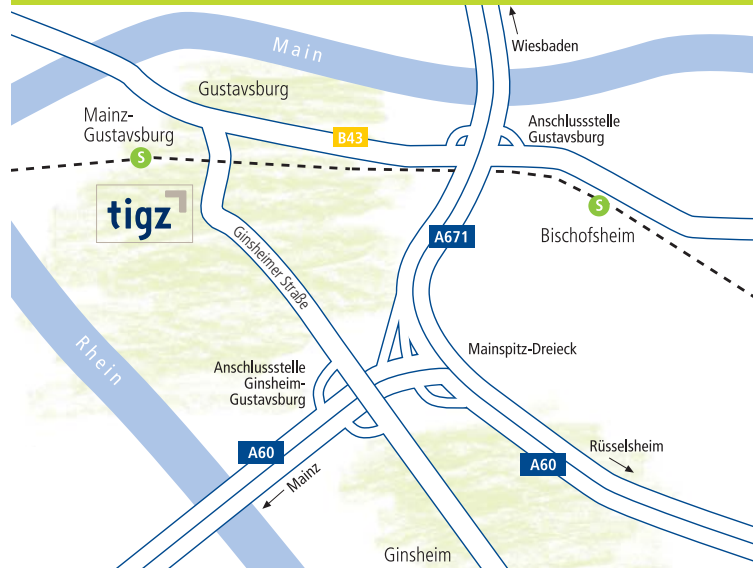 Main
Wiesbaden
Gustavsburg
Mainz-
Gustavsburg
S
B43
Anschlussstelle
Gustavsburg
tigz
S
Bischofsheim
A671
Ginsheimer Straße
Rhein
Mainspitz-Dreieck
Anschlussstelle
Ginsheim-
Gustavsburg
A60
Mainz
A60
Rüsselsheim
Ginsheim